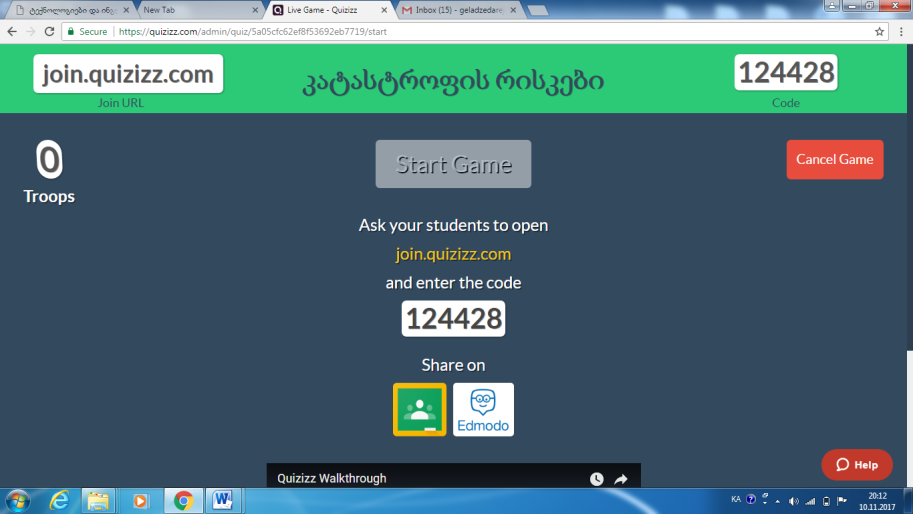 ტექნოლოგიები და ინ
New Tab
Live Game - Quizizz
Inbox (15) - geladzedare
Secure
https://quizizz.com/admin/quiz/5a05cfc62ef8f53692eb7719/start
join.quizizz.com
Join URL
კატასტროფის რისკები
124428
Code
0
Troops
Start Game
Cancel Game
Ask your students to open
join.quizizz.com
and enter the code
124428
Share on
Edmodo
Quizizz Walkthrough
Help
KA
20:12
10.11.2017